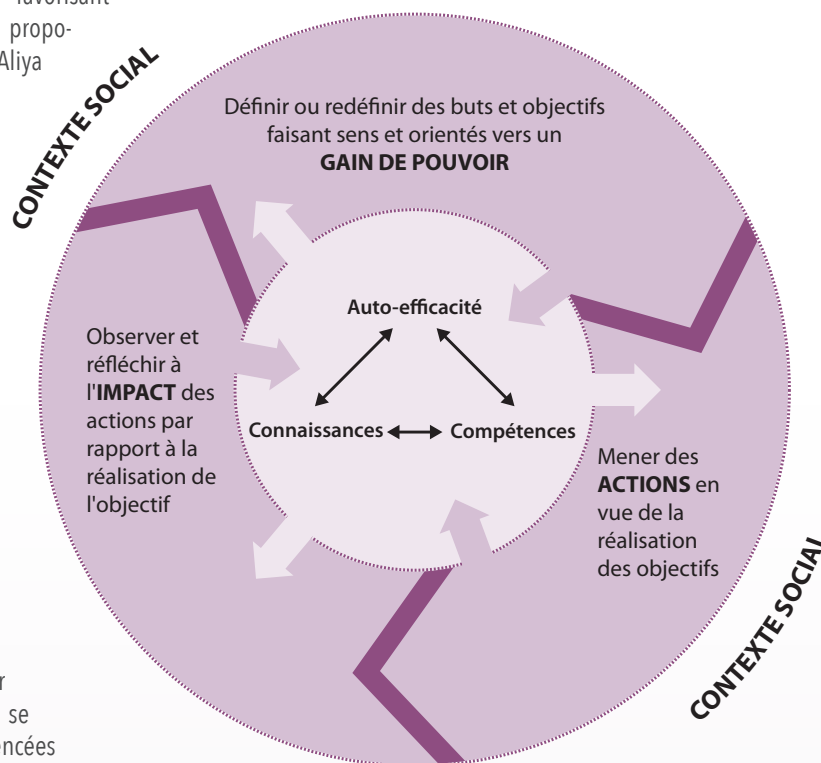 favorisant
propo-
Aliya
CONTEXTE SOCIAL
Définir ou redéfinir des buts et objectifs
faisant sens et orientés vers un
GAIN DE POUVOIR
Auto-efficacité
Connaissances
Compétences
Observer et
réfléchir à
l'IMPACT des
actions par
rapport à la
réalisation de
l'objectif
Mener des
ACTIONS en
vue de la
réalisation
des objectifs
CONTEXTE SOCIAL
se